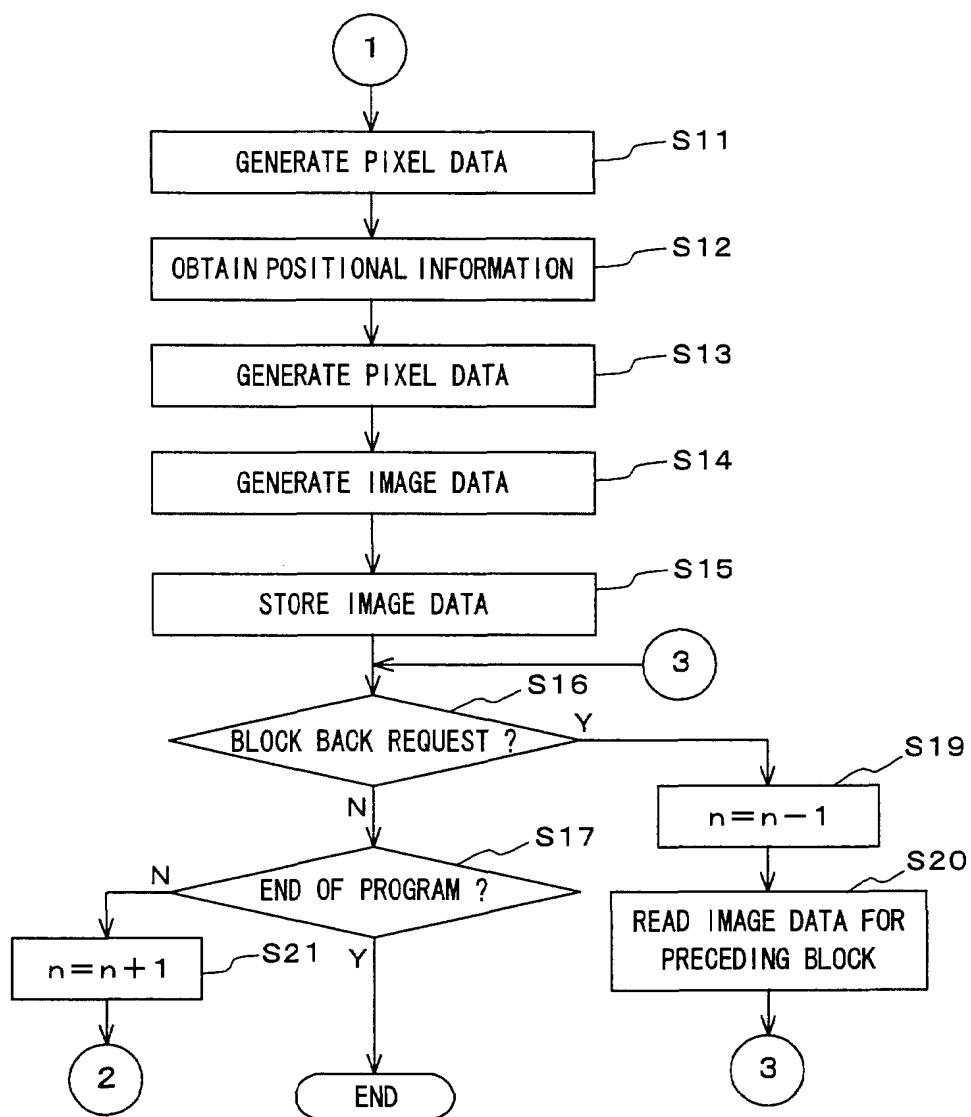 1
GENERATE PIXEL DATA
S11
OBTAIN POSITIONAL INFORMATION
S12
GENERATE PIXEL DATA
S13
GENERATE IMAGE DATA
S14
STORE IMAGE DATA
S15
3
S16
BLOCK BACK REQUEST ?
Y
N
S19
n=n-1
S17
END OF PROGRAM ?
N
Y
S20
READ IMAGE DATA FOR
PRECEDING BLOCK
S21
n=n+1
2
END
3